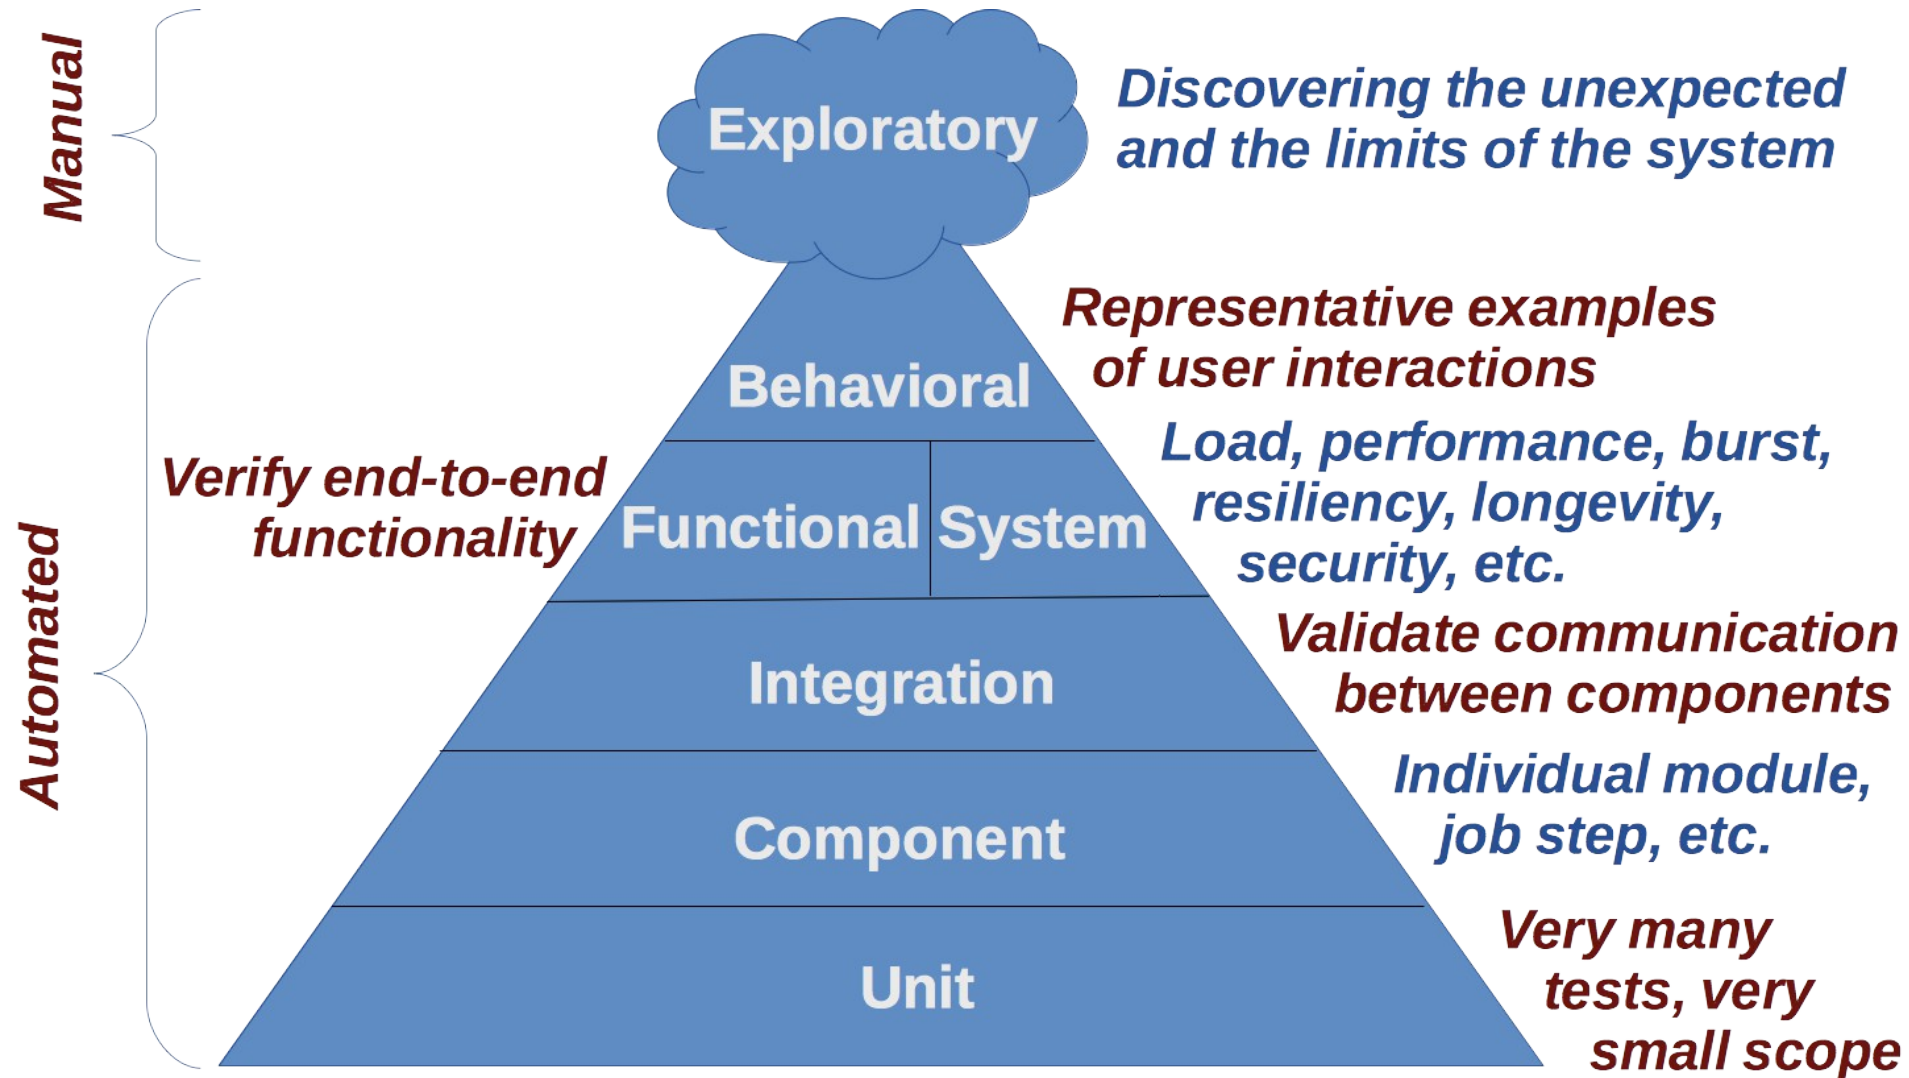 Manual
Exploratory
Discovering the unexpected
and the limits of the system
Automated
Behavioral
Representative examples
of user interactions
Verify end-to-end
functionality
Functional
System
Load, performance, burst,
resiliency, longevity,
security, etc.
Integration
Validate communication
between components
Component
Individual module,
job step, etc.
Unit
Very many
tests, very
small scope